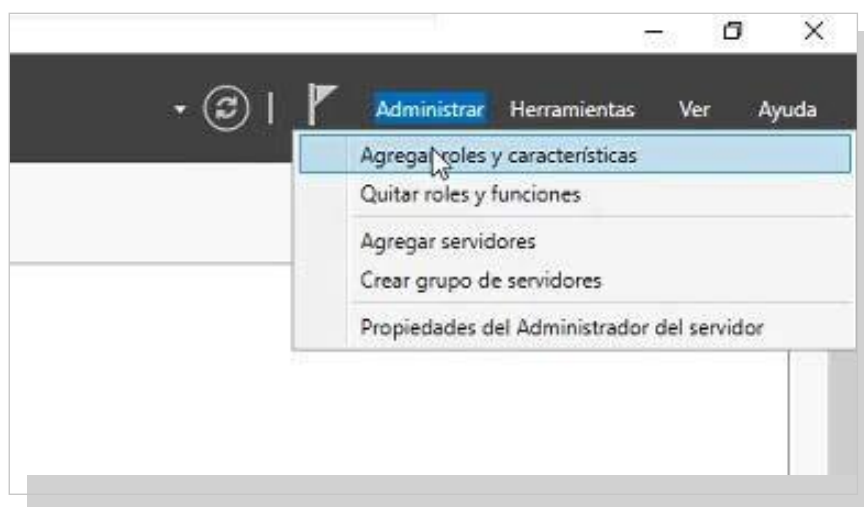 Administrar Herramientas Ver Ayuda
Agregar roles y características
Quitar roles y funciones
Agregar servidores
Crear grupo de servidores
Propiedades del Administrador del servidor